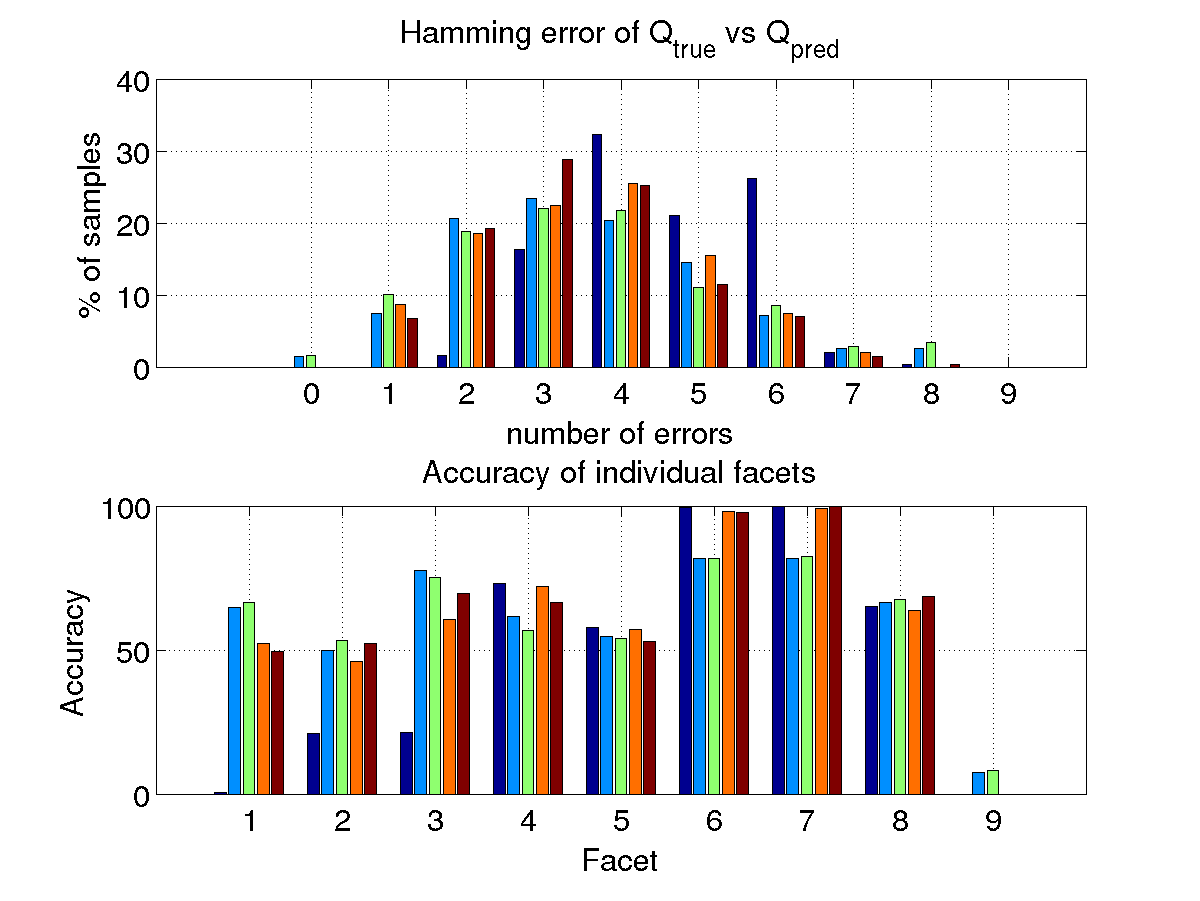 Hamming error of Q_true vs Q_pred
40
30
20
10
0
% of samples
0 1 2 3 4 5 6 7 8 9
number of errors
Accuracy of individual facets
100
50
0
Accuracy
1 2 3 4 5 6 7 8 9
Facet